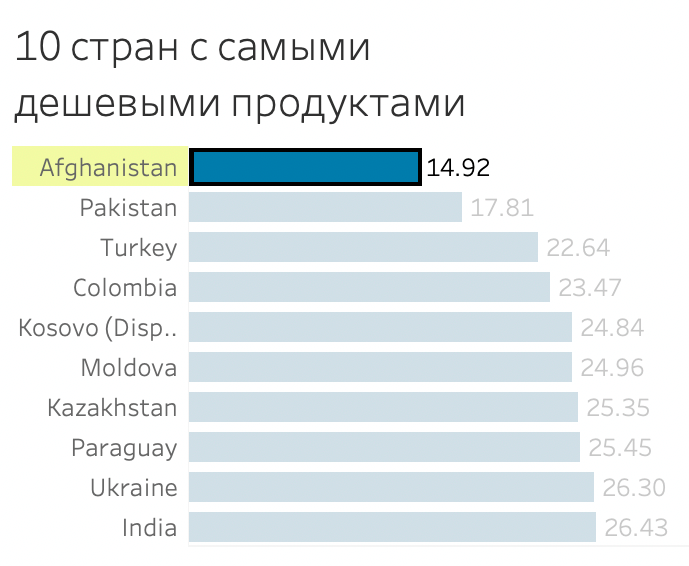 10 стран с самыми
дешевыми продуктами
Afghanistan 14.92
Pakistan 17.81
Turkey 22.64
Colombia 23.47
Kosovo (Disp.. 24.84
Moldova 24.96
Kazakhstan 25.35
Paraguay 25.45
Ukraine 26.30
India 26.43